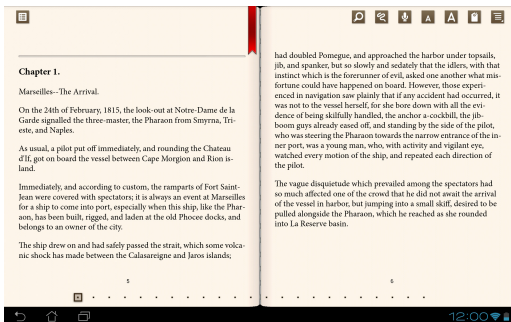 Chapter 1.
Marseilles--The Arrival.
On the 24th of February, 1815, the look-out at Notre-Dame de la
Garde signalled the three-master, the Pharaon from Smyrna, Tri-
este, and Naples.
As usual, a pilot put off immediately, and rounding the Chateau
d'If, got on board the vessel between Cape Morgion and Rion is-
land.
Immediately, and according to custom, the ramparts of Fort Saint-
Jean were covered with spectators; it is always an event at Marseilles
for a ship to come into port, especially when this ship, like the Phar-
aon, has been built, rigged, and laden at the old Phocee docks, and
belongs to an owner of the city.
The ship drew on and had safely passed the strait, which some volca-
nic shock has made between the Calasareigne and Jaros islands;
5
had doubled Pomegue, and approached the harbor under topsails,
jib, and spanker, but so slowly and sedately that the idlers, with that
instinct which is the forerunner of evil, asked one another what mis-
fortune could have happened on board. However, those experi-
enced in navigation saw plainly that if any accident had occurred, it
was not to the vessel herself, for she bore down with all the evi-
dence of being skilfully handled, the anchor a-cockbill, the jib-
boom guys already eased off, and standing by the side of the pilot,
who was steering the Pharaon towards the narrow entrance of the in-
ner port, was a young man, who, with activity and vigilant eye,
watched every motion of the ship, and repeated each direction of
the pilot.
The vague disquietude which prevailed among the spectators had
so much affected one of the crowd that he did not await the arrival
of the vessel in harbor, but jumping into a small skiff, desired to be
pulled alongside the Pharaon, which he reached as she rounded
into La Reserve basin.
6
A A
12:00